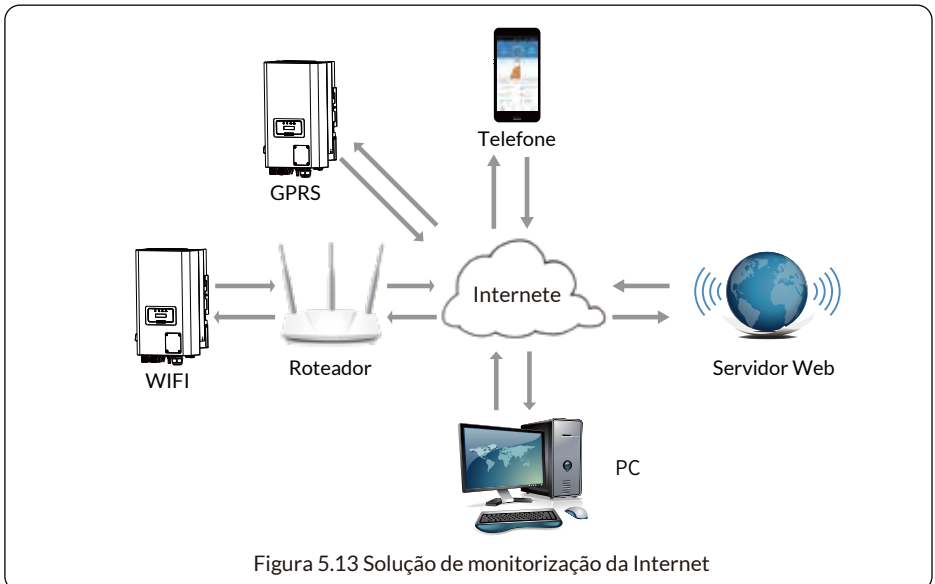 Telefone
GPRS
Internete
WIFI
Roteador
Servidor Web
PC
Figura 5.13 Solução de monitorização da Internet